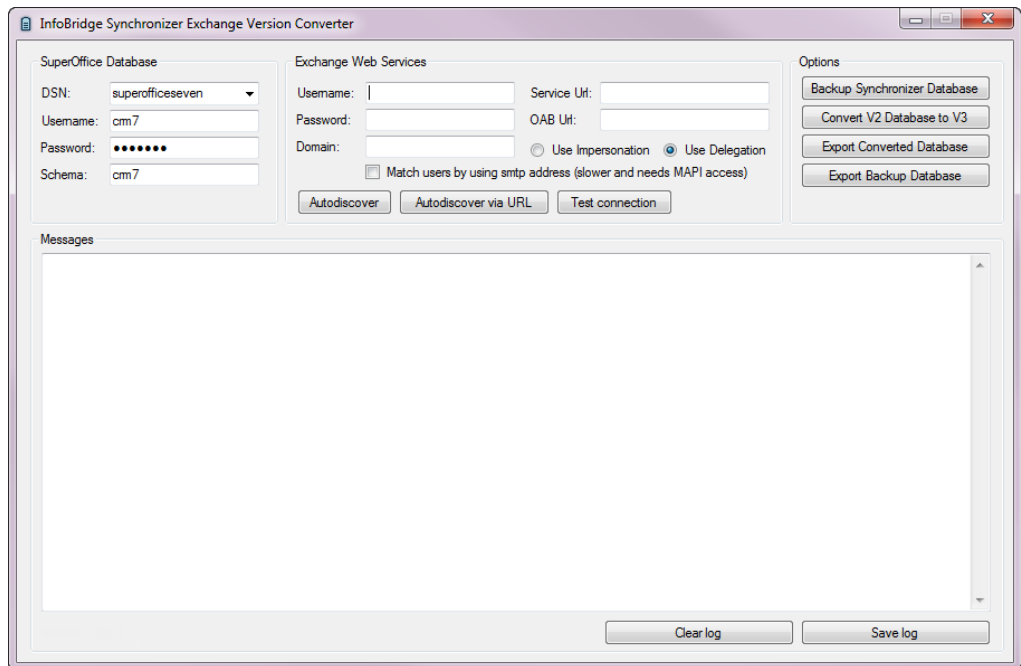 InfoBridge Synchronizer Exchange Version Converter
SuperOffice Database
DSN: superofficeseven
Username: crm7
Password: •••••••
Schema: crm7
Exchange Web Services
Username:
Service Url:
Password:
OAB Url:
Domain:
Use Impersonation
Use Delegation
Match users by using smtp address (slower and needs MAPI access)
Autodiscover
Autodiscover via URL
Test connection
Options
Backup Synchronizer Database
Convert V2 Database to V3
Export Converted Database
Export Backup Database
Messages
Clear log
Save log